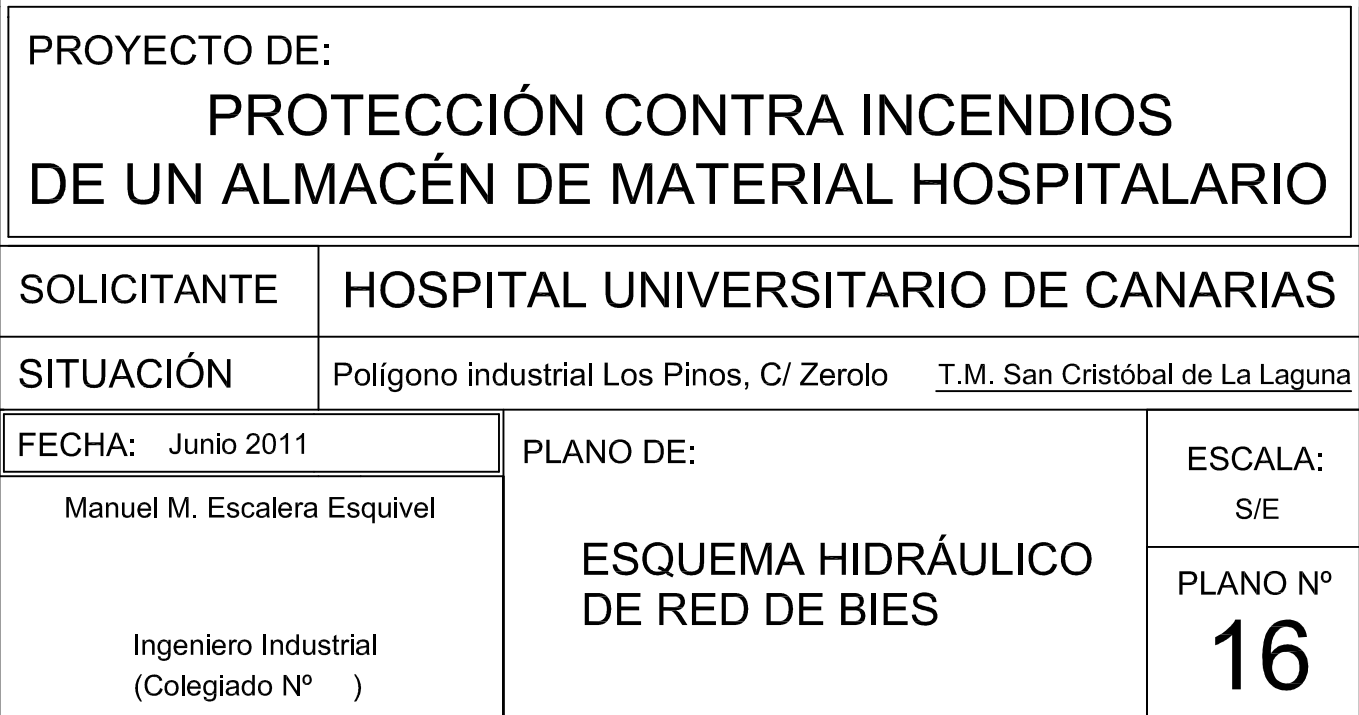 PROYECTO DE:
PROTECCIÓN CONTRA INCENDIOS
DE UN ALMACÉN DE MATERIAL HOSPITALARIO
SOLICITANTE
HOSPITAL UNIVERSITARIO DE CANARIAS
SITUACIÓN
Polígono industrial Los Pinos, C/ Zerolo T.M. San Cristóbal de La Laguna
FECHA: Junio 2011
Manuel M. Escalera Esquivel
Ingeniero Industrial
(Colegiado Nº )
PLANO DE:
ESQUEMA HIDRÁULICO
DE RED DE BIES
ESCALA:
S/E
PLANO Nº
16